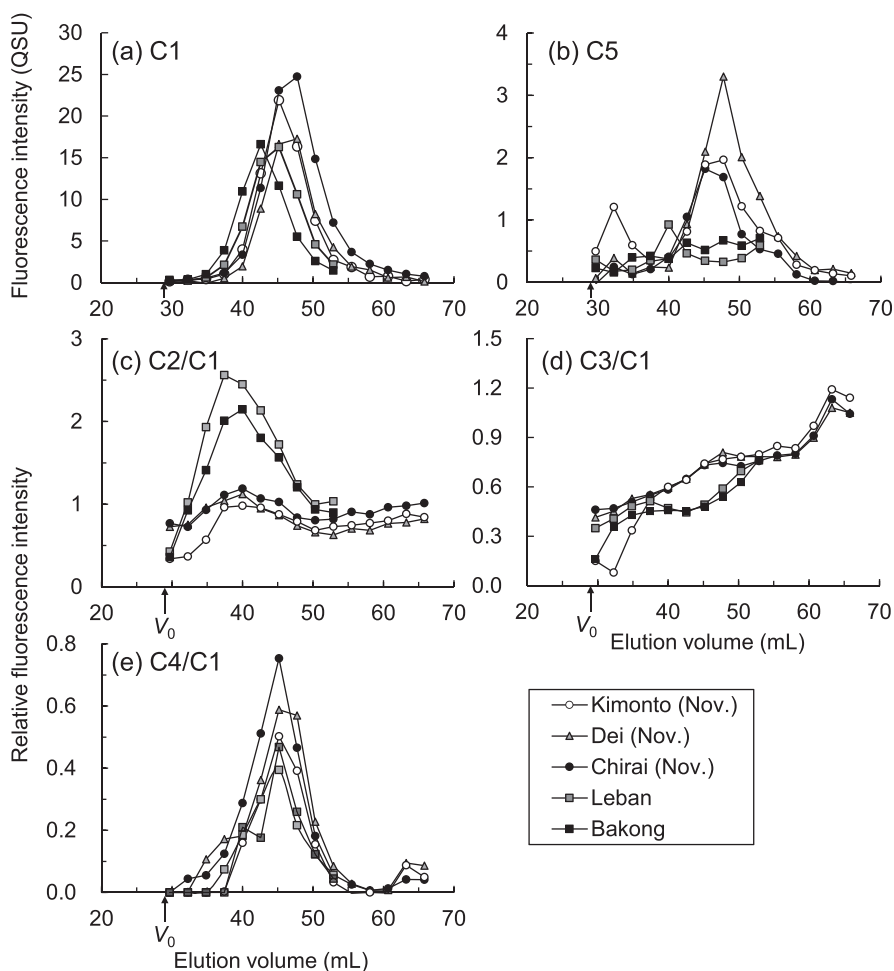 (a) C1
(b) C5
Fluorescence intensity (QSU)
30
25
20
15
10
5
0
20 30 40 50 60 70
4
3
2
1
0
20 30 40 50 60 70
(c) C2/C1
(d) C3/C1
Relative fluorescence intensity
3
2
1
0
20 30 40 50 60 70
V0
1.2
0.9
0.6
0.3
0.0
20 30 40 50 60 70
V0
Elution volume (mL)
(e) C4/C1
0.8
0.6
0.4
0.2
0.0
20 30 40 50 60 70
V0
Elution volume (mL)
Kimonto (Nov.)
Dei (Nov.)
Chirai (Nov.)
Leban
Bakong